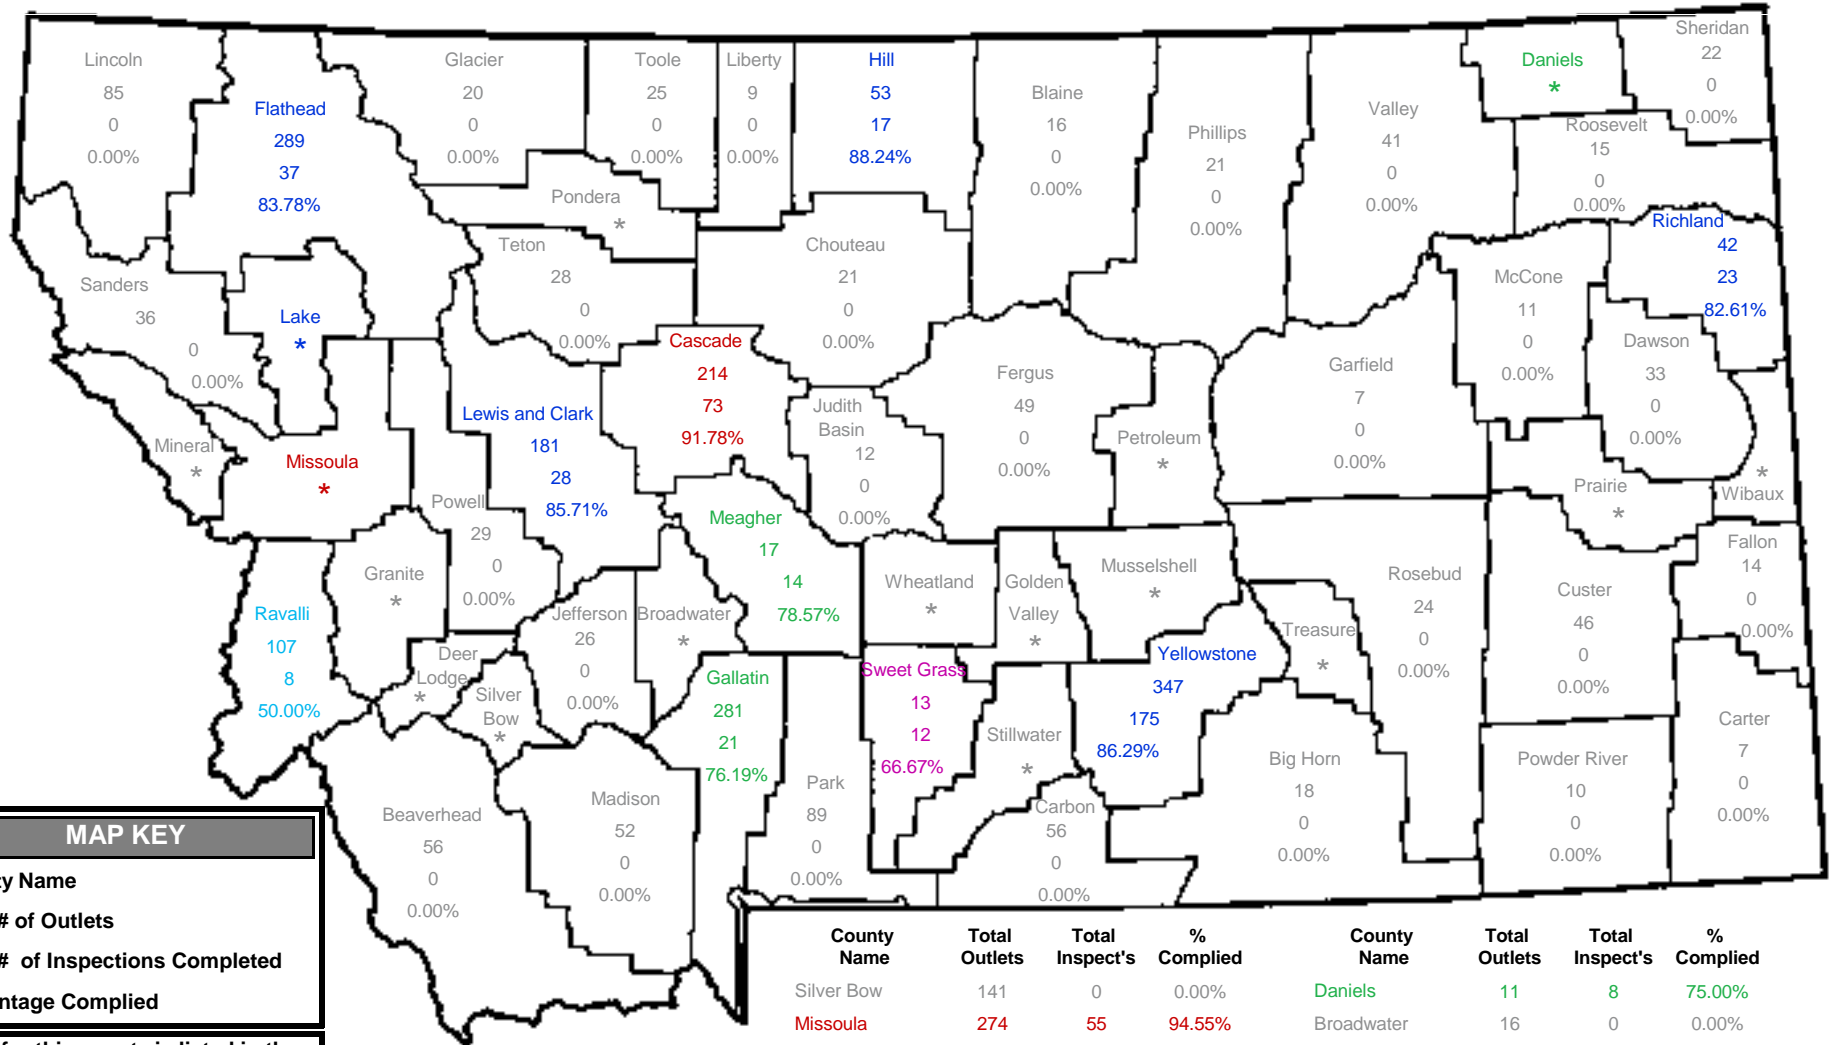 Lincoln
85
0
0.00%
Flathead
289
37
83.78%
Glacier
20
0
0.00%
Toole
25
0
0.00%
Liberty
9
0
0.00%
Hill
53
17
88.24%
Blaine
16
0
0.00%
Phillips
21
0
0.00%
Valley
41
0
0.00%
Daniels
*
Sheridan
22
0
0.00%
Roosevelt
15
0
0.00%
Pondera
*
Teton
28
0
0.00%
Chouteau
21
0
0.00%
Richland
42
23
82.61%
McCone
11
0
0.00%
Dawson
33
0
0.00%
Sanders
36
0
0.00%
Lake
*
Cascade
214
73
91.78%
Lewis and Clark
181
28
85.71%
Judith
Basin
12
0
0.00%
Fergus
49
0
0.00%
Petroleum
*
Garfield
7
0
0.00%
Mineral
*
Missoula
*
Powell
29
0
0.00%
Meagher
17
14
78.57%
Prairie
*
*
Wibaux
Fallon
14
0
0.00%
Granite
*
Ravalli
107
8
50.00%
Jefferson
26
0
0.00%
Broadwater
*
Wheatland
*
Golden
Valley
*
Musselshell
*
Treasure
*
Rosebud
24
0
0.00%
Custer
46
0
0.00%
Deer
Lodge
*
Silver
Bow
*
Gallatin
281
21
76.19%
Sweet Grass
13
12
66.67%
Stillwater
*
Yellowstone
347
175
86.29%
Big Horn
18
0
0.00%
Powder River
10
0
0.00%
Carter
7
0
0.00%
Beaverhead
56
0
0.00%
Madison
52
0
0.00%
Park
89
0
0.00%
Carbon
56
0
0.00%
MAP KEY
ty Name
# of Outlets
# of Inspections Completed
ntage Complied
County Name Total Outlets Total Inspect's % Complied
Silver Bow 141 0 0.00%
Missoula 274 55 94.55%
County Name Total Outlets Total Inspect's % Complied
Daniels 11 8 75.00%
Broadwater 16 0 0.00%